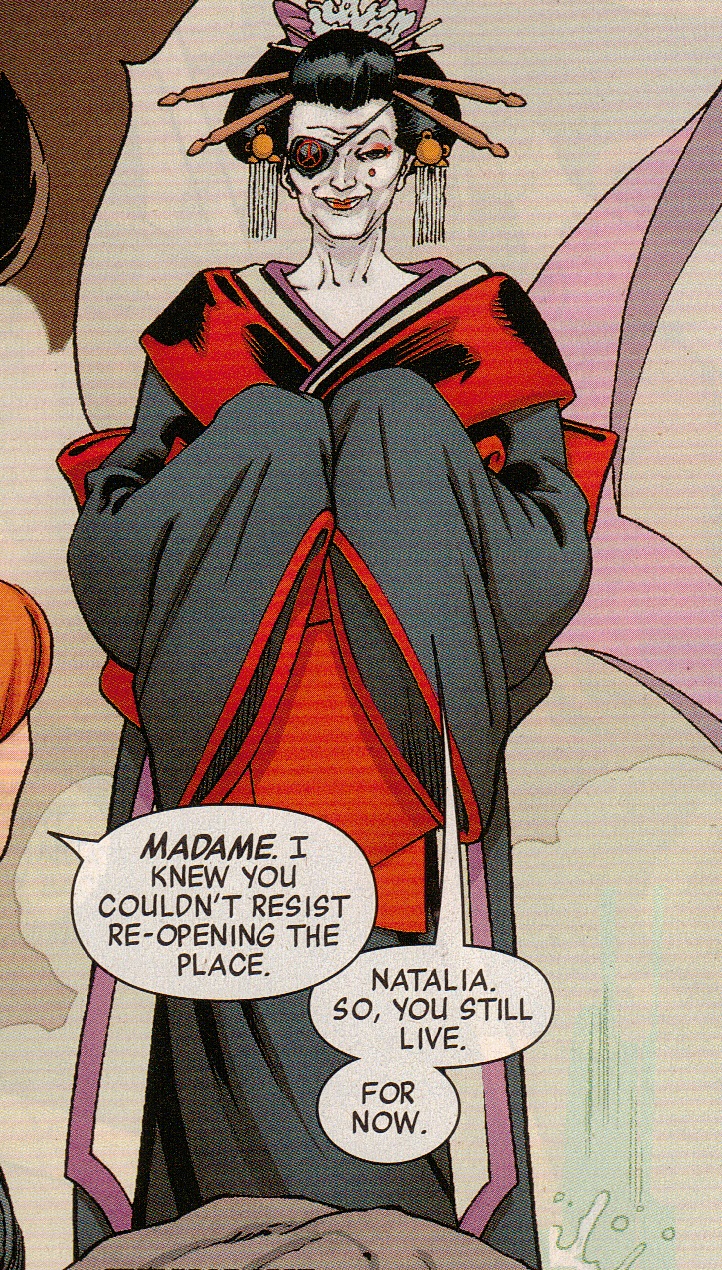 MADAME. I
KNEW YOU
COULDN'T RESIST
RE-OPENING THE
PLACE.
NATALIA.
SO, YOU STILL
LIVE.
FOR
NOW.